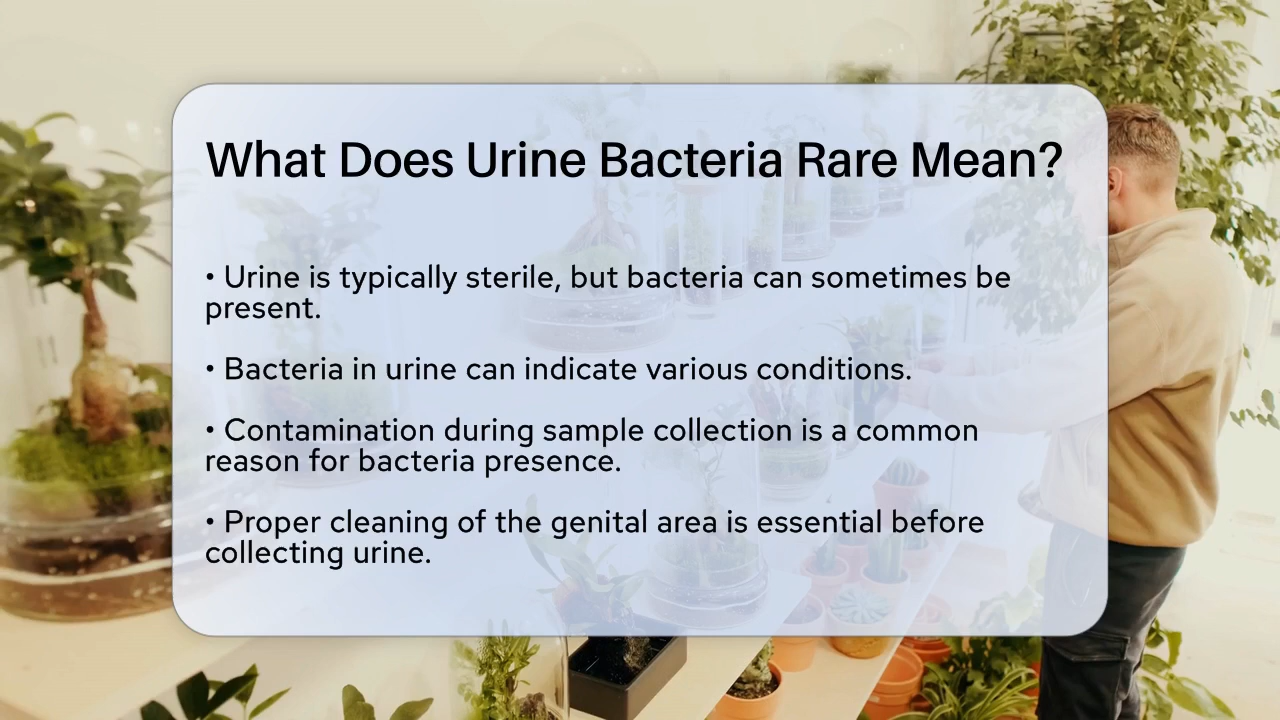 What Does Urine Bacteria Rare Mean?
• Urine is typically sterile, but bacteria can sometimes be
present.
• Bacteria in urine can indicate various conditions.
• Contamination during sample collection is a common
reason for bacteria presence.
• Proper cleaning of the genital area is essential before
collecting urine.